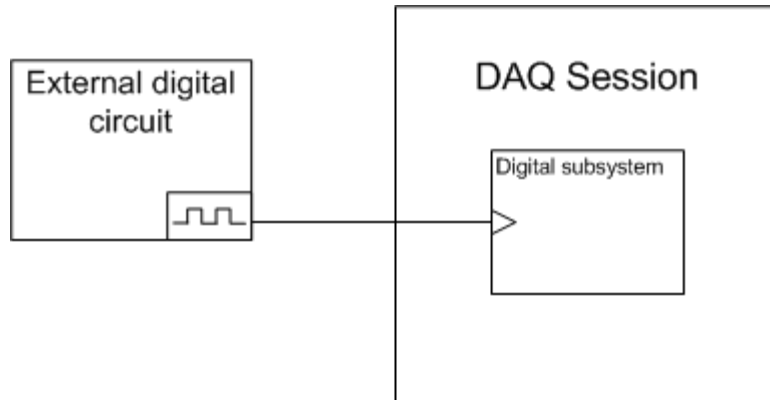 External digital
circuit
DAQ Session
Digital subsystem